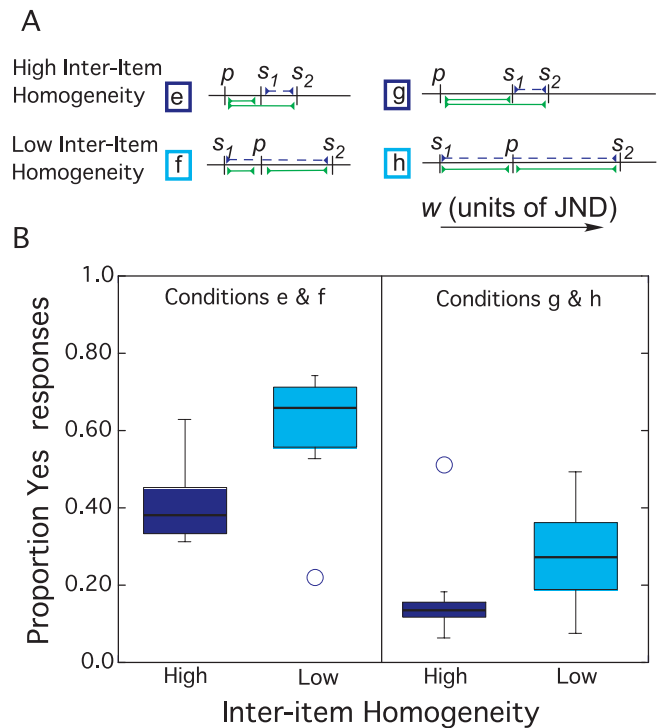 A
High Inter-Item
Homogeneity
e
p s1 s2
g
p s1 s2
Low Inter-Item
Homogeneity
f
s1 p s2
h
s1 p s2
w (units of JND)
B
Proportion Yes responses
1.0
0.80
0.60
0.40
0.20
0.0
Conditions e & f
Conditions g & h
High Low High Low
Inter-item Homogeneity